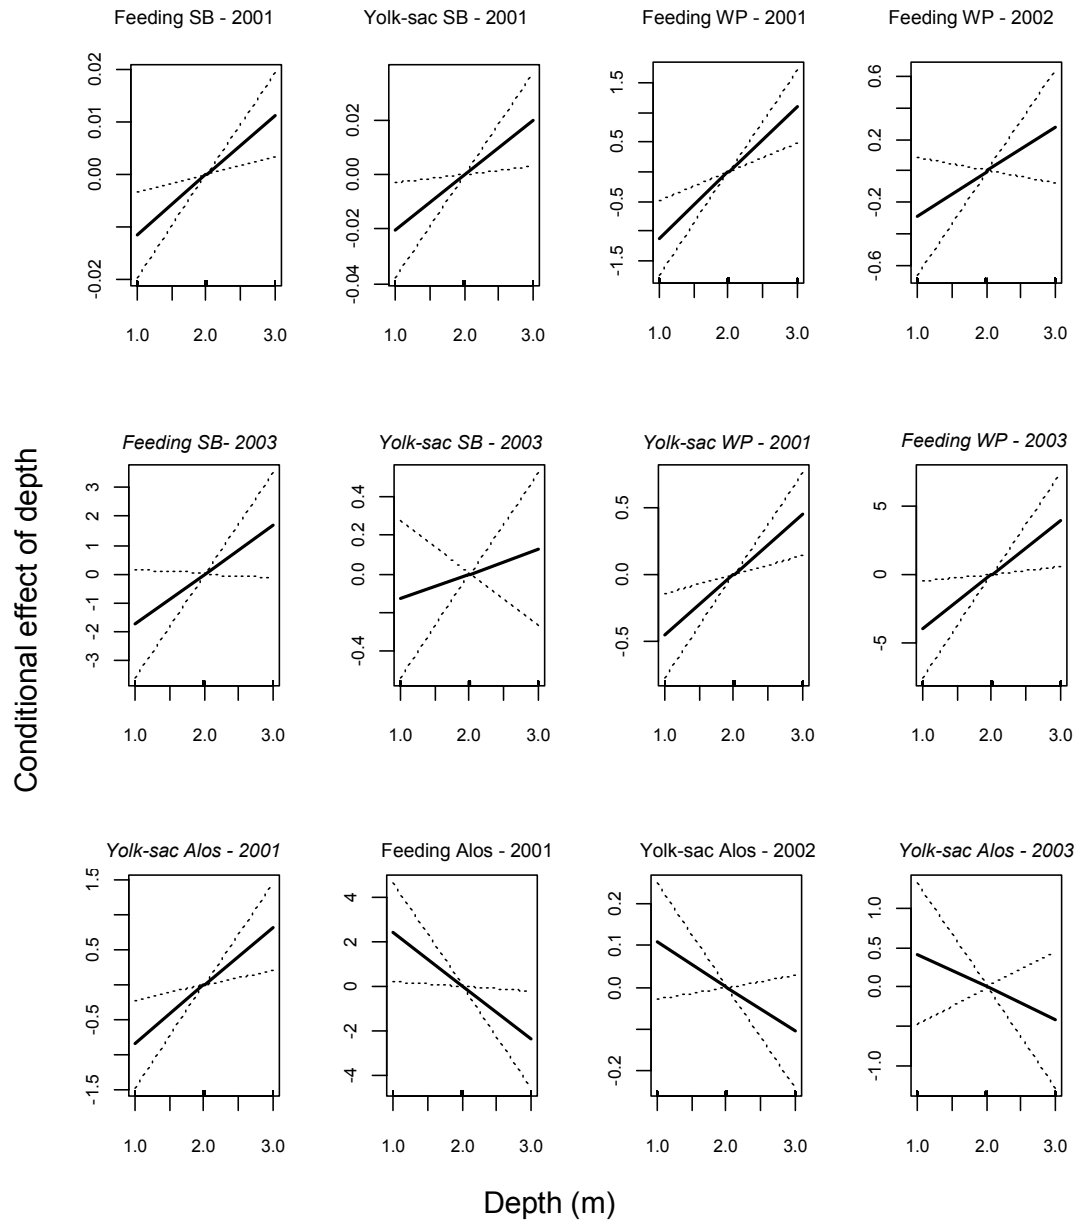 Feeding SB - 2001 Yolk-sac SB - 2001 Feeding WP - 2001 Feeding WP - 2002
0.02 0.01 0.00 -0.02
0.02 0.00 -0.02 -0.04
1.5 0.5 -0.5 -1.5
0.6 0.2 -0.2 -0.6
1.0 2.0 3.0 1.0 2.0 3.0 1.0 2.0 3.0 1.0 2.0 3.0
Conditional effect of depth
Feeding SB- 2003 Yolk-sac SB - 2003 Yolk-sac WP - 2001 Feeding WP - 2003
3 2 1 0 -1 -2 -3
0.4 0.2 0.0 -0.4
0.5 0.0 -0.5
5 0 -5
1.0 2.0 3.0 1.0 2.0 3.0 1.0 2.0 3.0 1.0 2.0 3.0
Yolk-sac Alos - 2001 Feeding Alos - 2001 Yolk-sac Alos - 2002 Yolk-sac Alos - 2003
1.5 0.5 -0.5 -1.5
4 2 0 -2 -4
0.2 0.1 0.0 -0.2
1.0 0.5 0.0 -1.0
1.0 2.0 3.0 1.0 2.0 3.0 1.0 2.0 3.0 1.0 2.0 3.0
Depth (m)